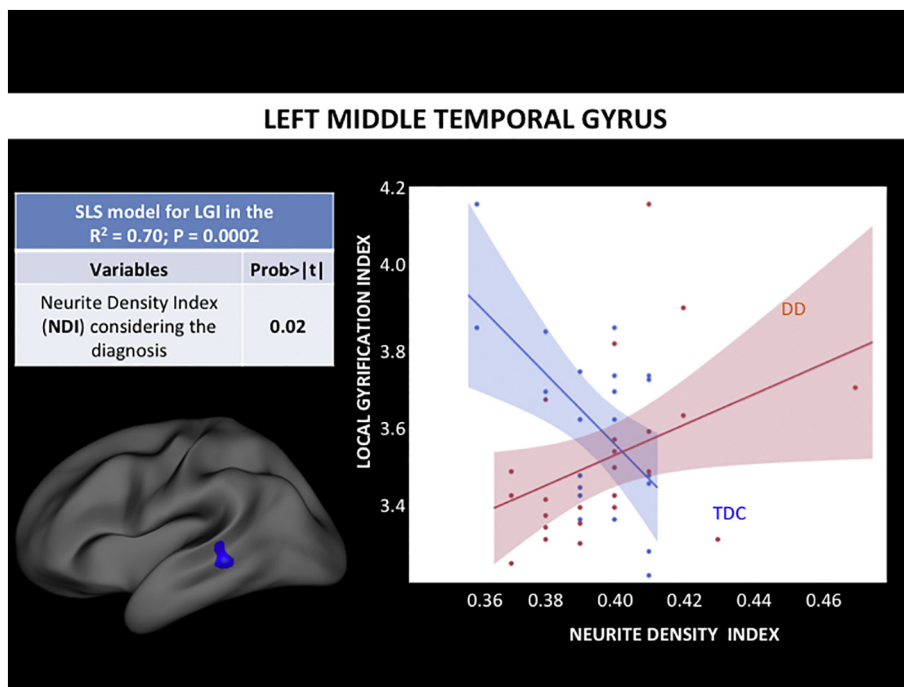 LEFT MIDDLE TEMPORAL GYRUS
SLS model for LGI in the
R² = 0.70; P = 0.0002
Variables
Prob>|t|
Neurite Density Index
(NDI) considering the
diagnosis
0.02
LOCAL GYRIFICATION INDEX
4.2
4.0
3.8
3.6
3.4
DD
TDC
0.36
0.38
0.40
0.42
0.44
0.46
NEURITE DENSITY INDEX